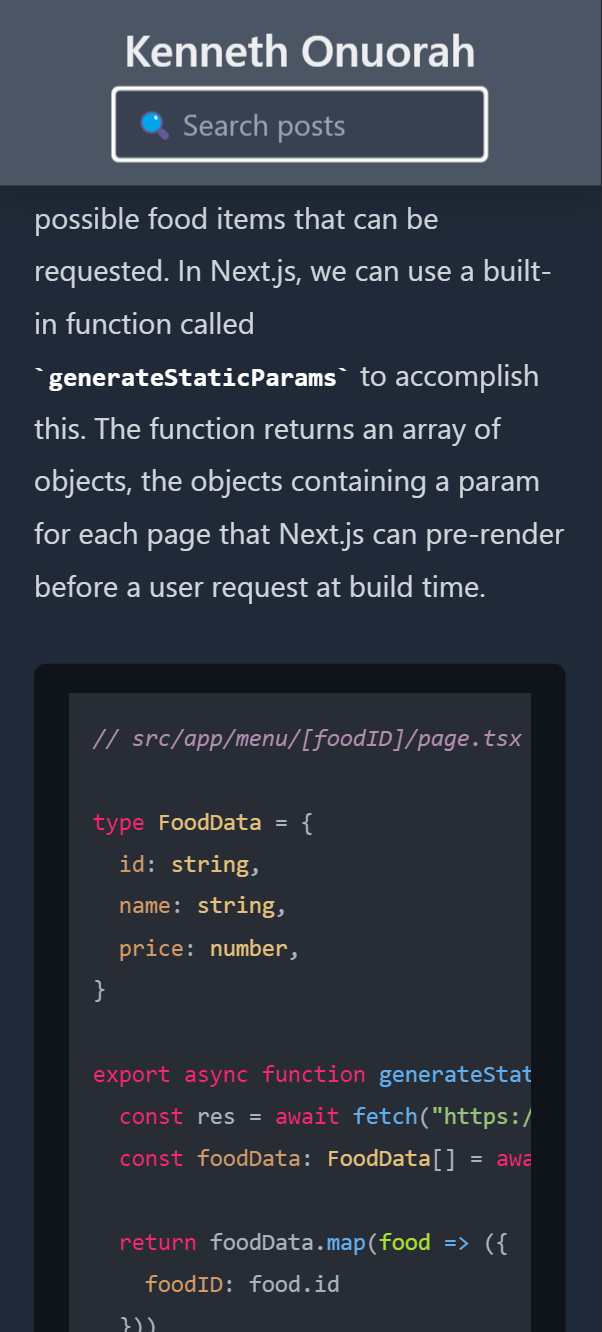 Kenneth Onuorah
Search posts
possible food items that can be
requested. In Next.js, we can use a built-
in function called
`generateStaticParams` to accomplish
this. The function returns an array of
objects, the objects containing a param
for each page that Next.js can pre-render
before a user request at build time.
// src/app/menu/[foodID]/page.tsx
type FoodData = {
  id: string,
  name: string,
  price: number,
}
export async function generateStat
  const res = await fetch("https:/
  const foodData: FoodData[] = awa
  return foodData.map(food => ({
    foodID: food.id
  }))